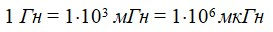 1 Гн = 1·10³ мГн = 1·10⁶ мкГн